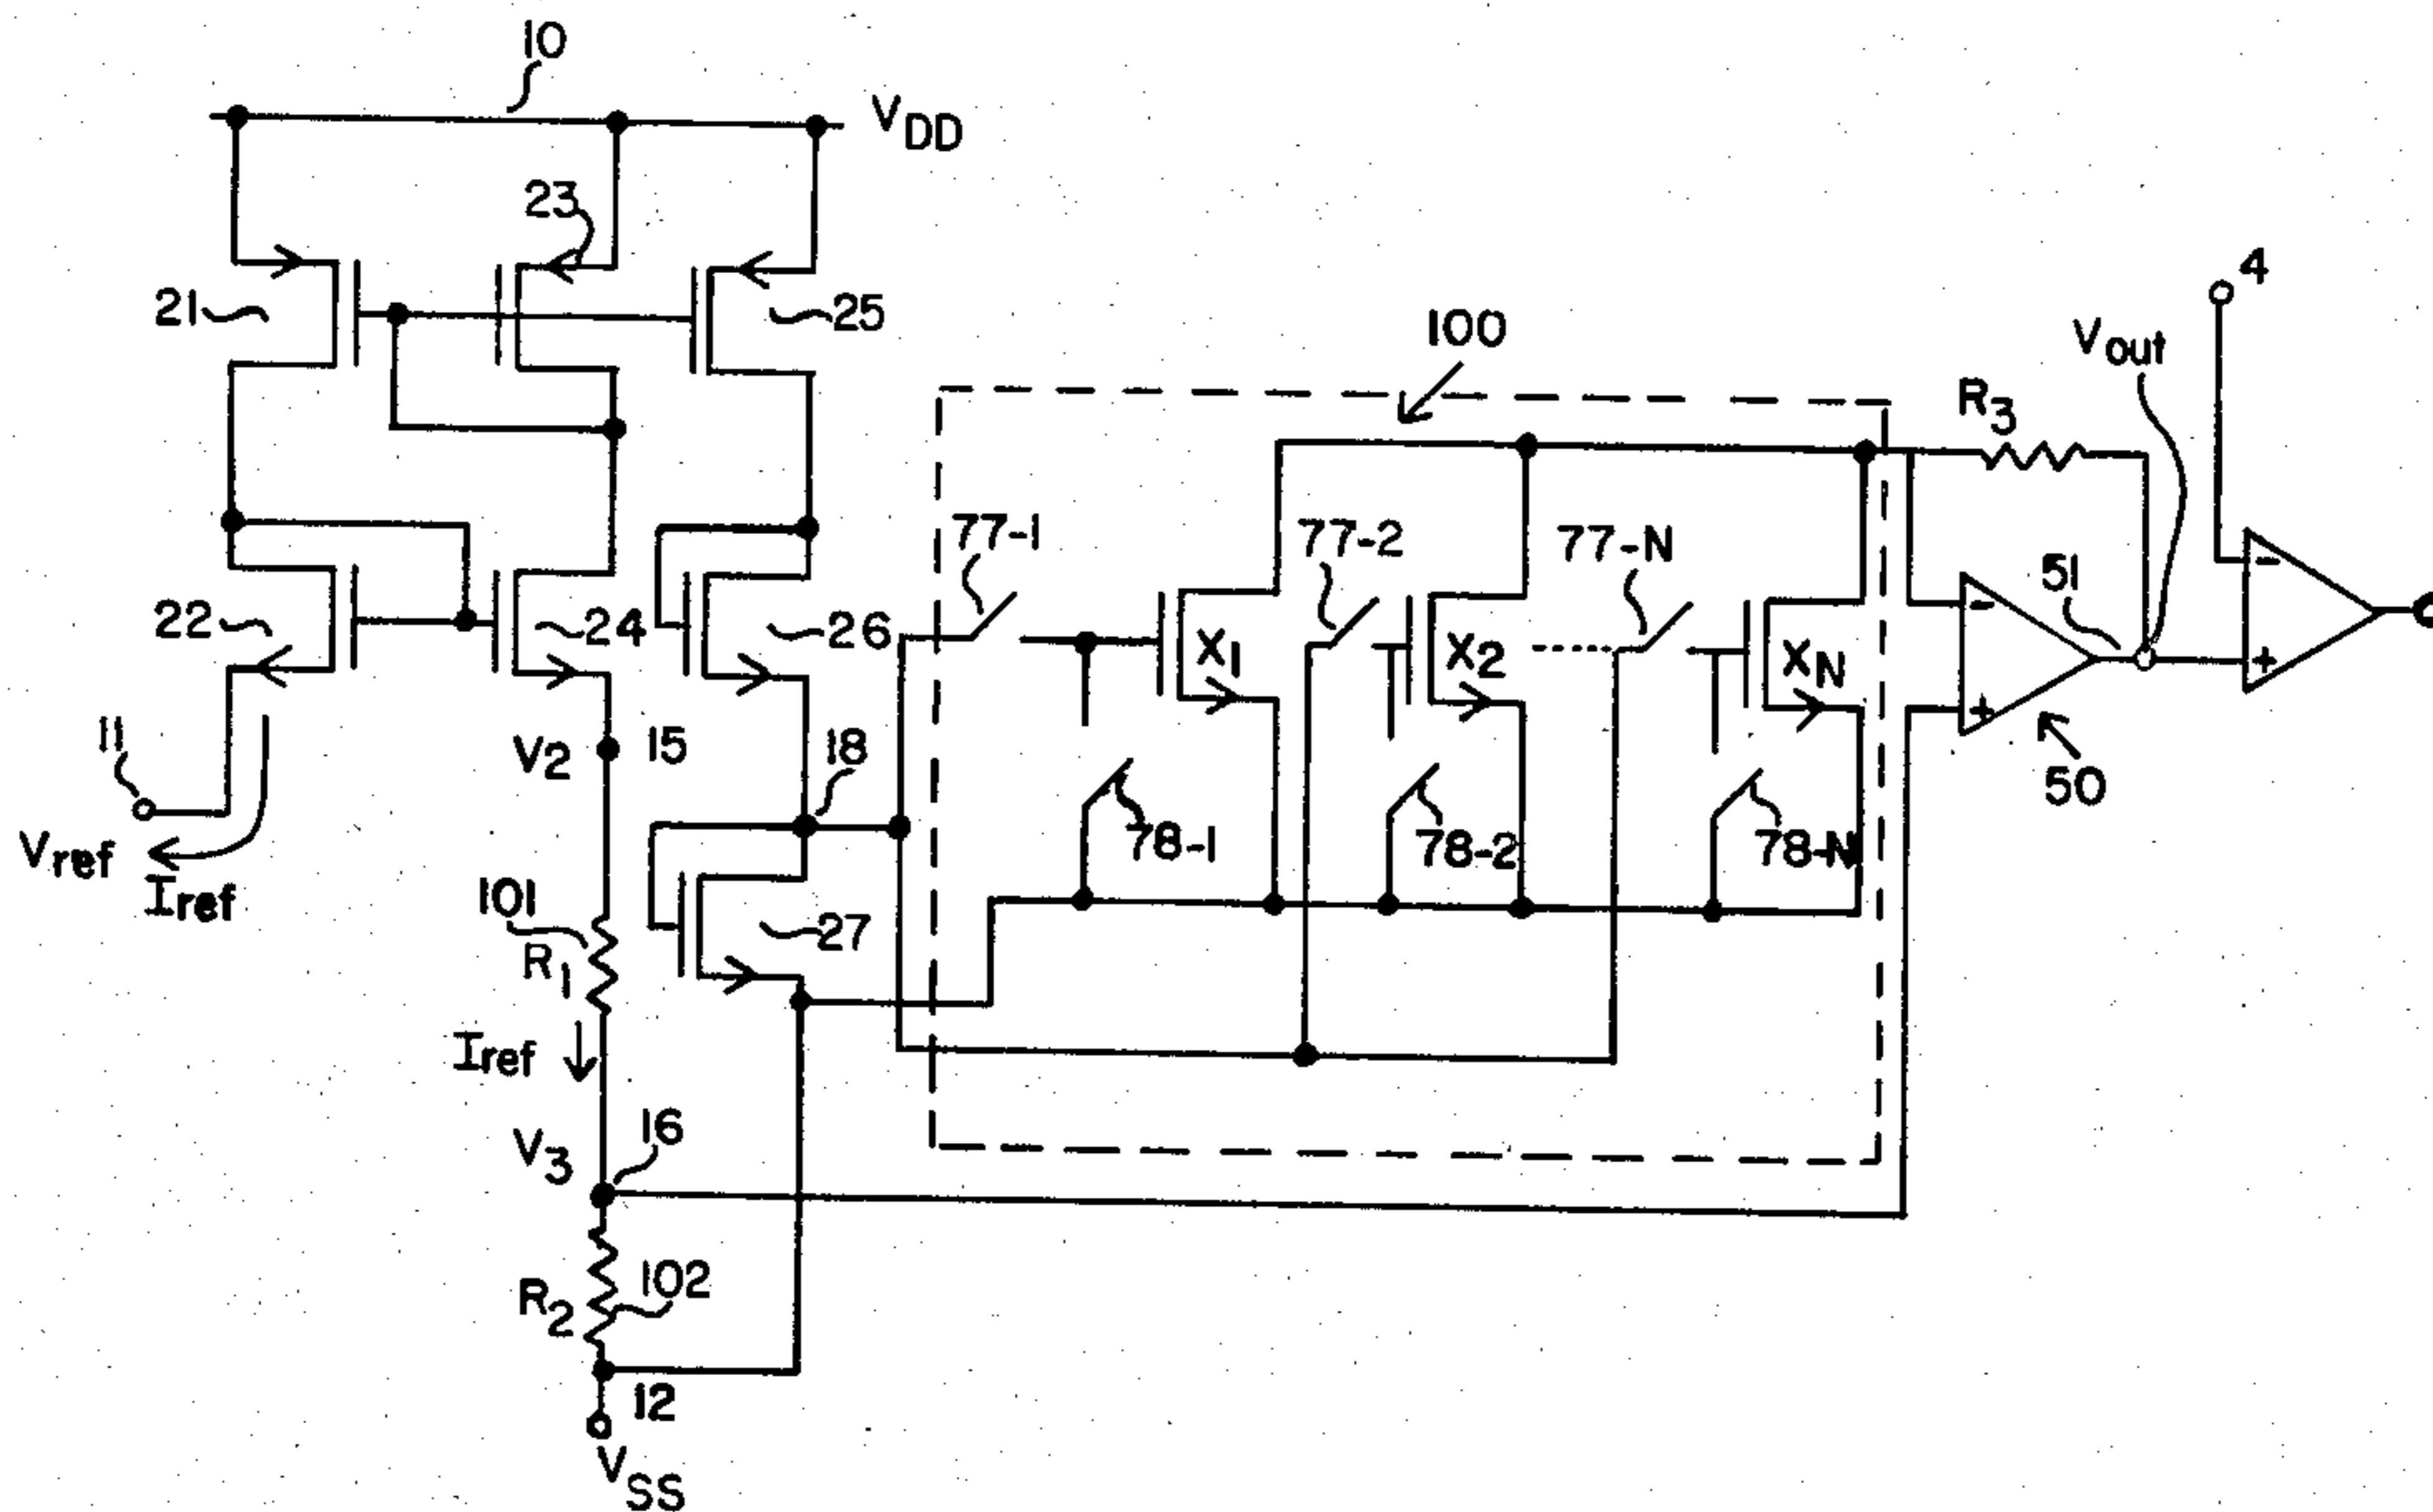 10
VDD
23
21
25
4
100
Vout
R3
77-1
77-2
77-N
51
22
24
26
X1
X2
XN
-
-
+
+
11
V2
15
18
50
Vref
Iref
78-1
78-2
78-N
101
R1
27
Iref
V3
16
R2
102
12
VSS